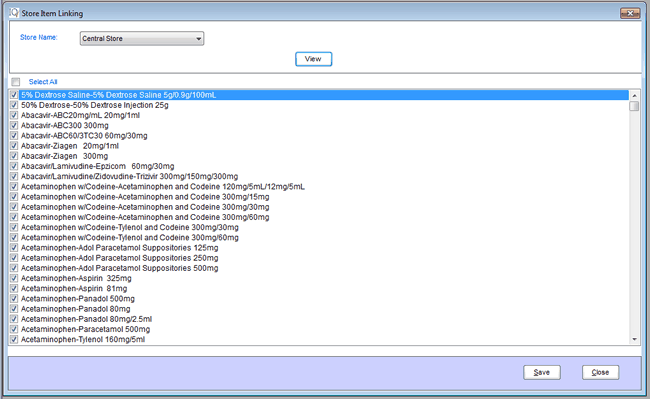 Store Item Linking
Store Name: Central Store
View
Select All
5% Dextrose Saline-5% Dextrose Saline 5g/0.9g/100mL
50% Dextrose-50% Dextrose Injection 25g
Abacavir-ABC20mg/mL 20mg/1ml
Abacavir-ABC300 300mg
Abacavir-ABC60/3TC30 60mg/30mg
Abacavir-Ziagen 20mg/1ml
Abacavir-Ziagen 300mg
Abacavir/Lamivudine-Epzicom 60mg/30mg
Abacavir/Lamivudine/Zidovudine-Trizivir 300mg/150mg/300mg
Acetaminophen w/Codeine-Acetaminophen and Codeine 120mg/5mL/12mg/5mL
Acetaminophen w/Codeine-Acetaminophen and Codeine 300mg/15mg
Acetaminophen w/Codeine-Acetaminophen and Codeine 300mg/30mg
Acetaminophen w/Codeine-Acetaminophen and Codeine 300mg/60mg
Acetaminophen w/Codeine-Tylenol and Codeine 300mg/30mg
Acetaminophen w/Codeine-Tylenol and Codeine 300mg/60mg
Acetaminophen-Adol Paracetamol Suppositories 125mg
Acetaminophen-Adol Paracetamol Suppositories 250mg
Acetaminophen-Adol Paracetamol Suppositories 500mg
Acetaminophen-Aspirin 325mg
Acetaminophen-Aspirin 81mg
Acetaminophen-Panadol 500mg
Acetaminophen-Panadol 80mg
Acetaminophen-Panadol 80mg/2.5ml
Acetaminophen-Paracetamol 500mg
Acetaminophen-Tylenol 160mg/5ml
Save Close